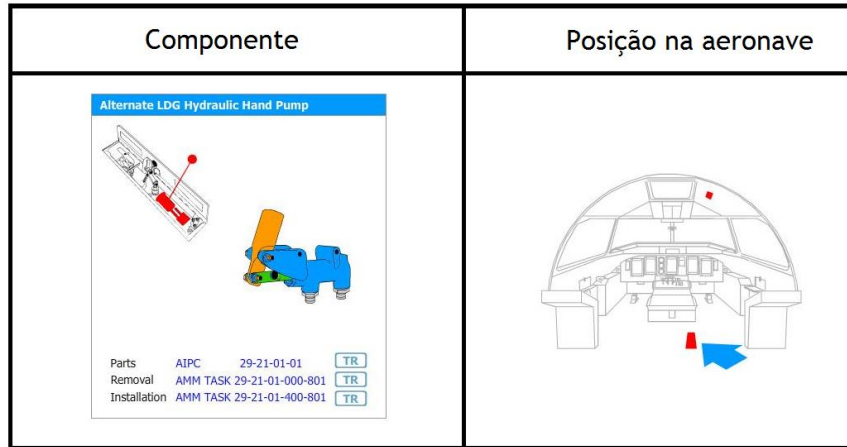 Componente
Posição na aeronave
Alternate LDG Hydraulic Hand Pump
Parts AIPC 29-21-01-01 TR
Removal AMM TASK 29-21-01-000-801 TR
Installation AMM TASK 29-21-01-400-801 TR